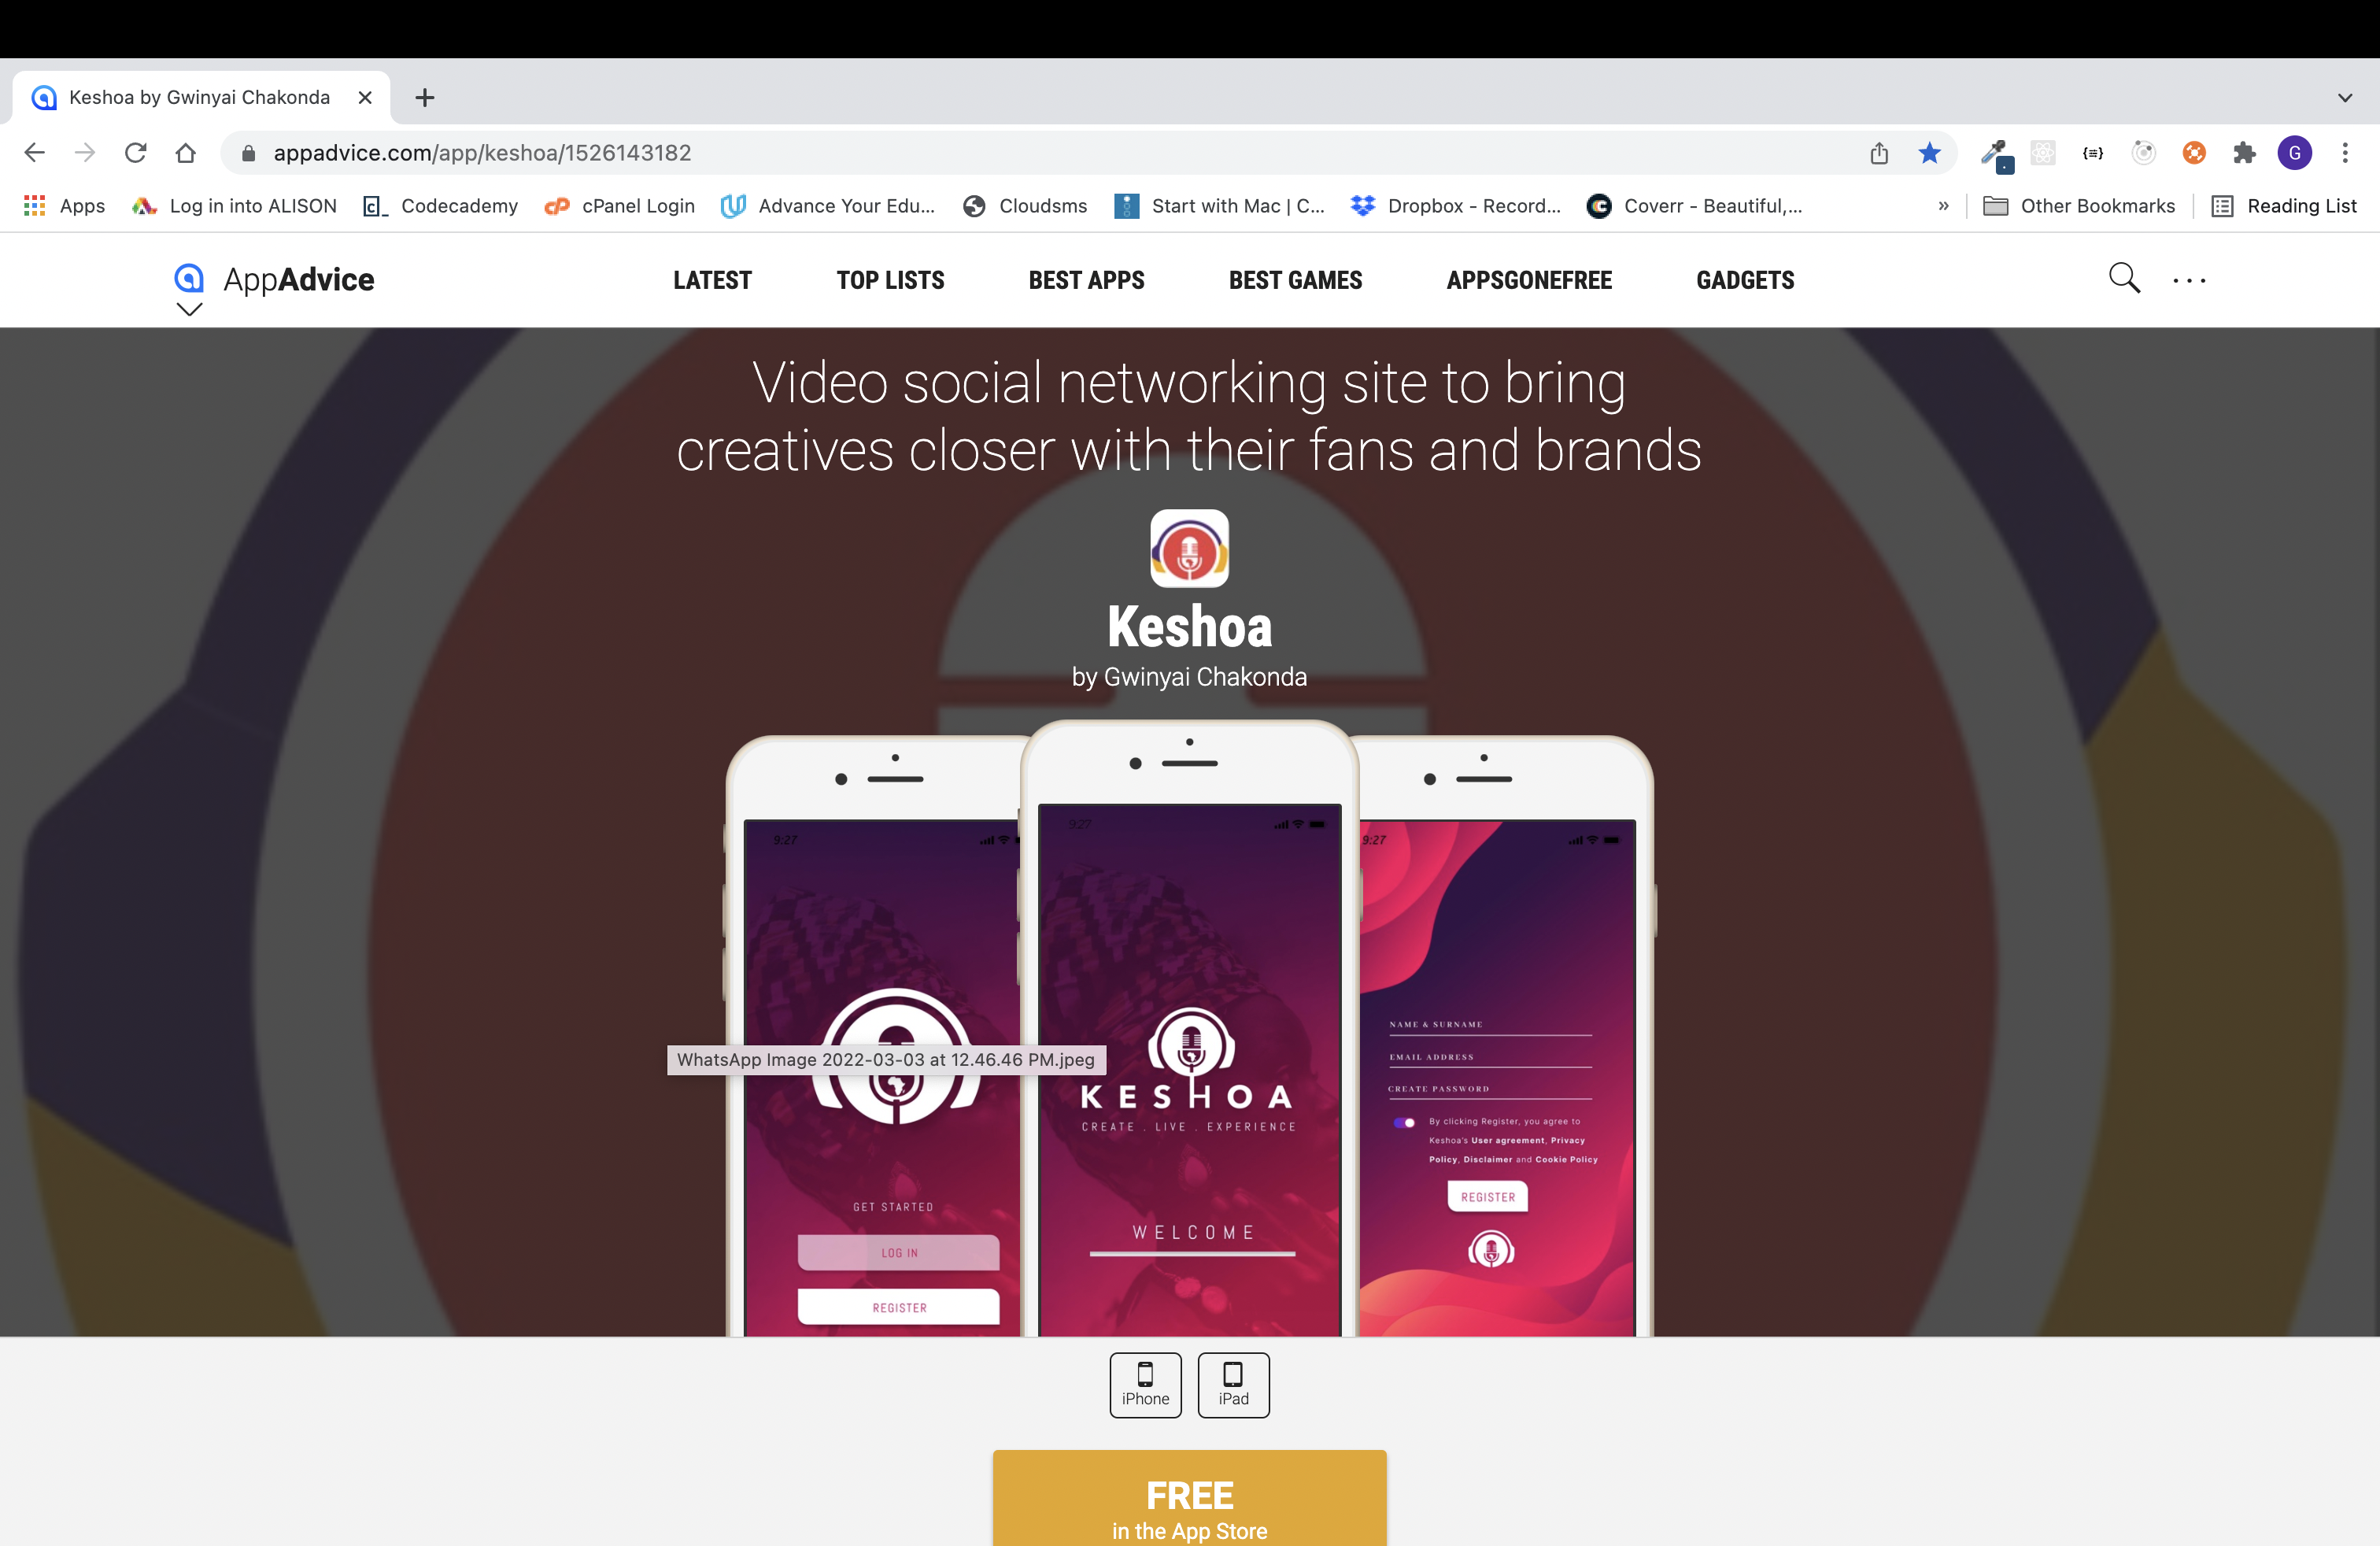 Keshoa by Gwinyai Chakonda
appadvice.com/app/keshoa/1526143182
G
Apps
Log in into ALISON
Codecademy
cPanel Login
Advance Your Edu...
Cloudsms
Start with Mac | C...
Dropbox - Record...
Coverr - Beautiful,...
»
Other Bookmarks
Reading List
AppAdvice
LATEST
TOP LISTS
BEST APPS
BEST GAMES
APPSGONEFREE
GADGETS
Video social networking site to bring
creatives closer with their fans and brands
Keshoa
by Gwinyai Chakonda
9:27
GET STARTED
LOG IN
REGISTER
WhatsApp Image 2022-03-03 at 12.46.46 PM.jpeg
9:27
KESHOA
CREATE . LIVE . EXPERIENCE
WELCOME
9:27
NAME & SURNAME
EMAIL ADDRESS
CREATE PASSWORD
By clicking Register, you agree to
Keshoa's User agreement, Privacy
Policy, Disclaimer and Cookie Policy
REGISTER
iPhone
iPad
FREE
in the App Store